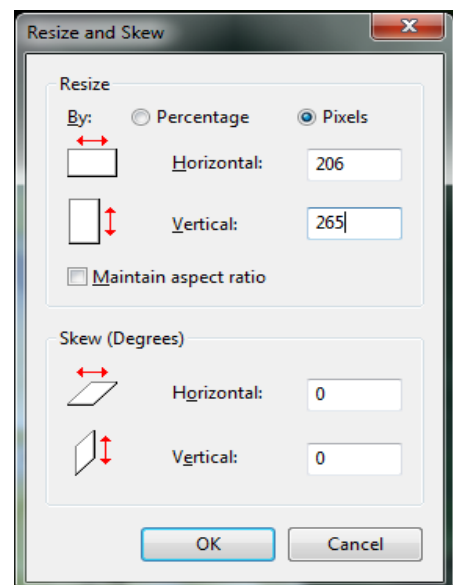 Resize and Skew
Resize
By: Percentage Pixels
Horizontal: 206
Vertical: 265
Maintain aspect ratio
Skew (Degrees)
Horizontal: 0
Vertical: 0
OK Cancel